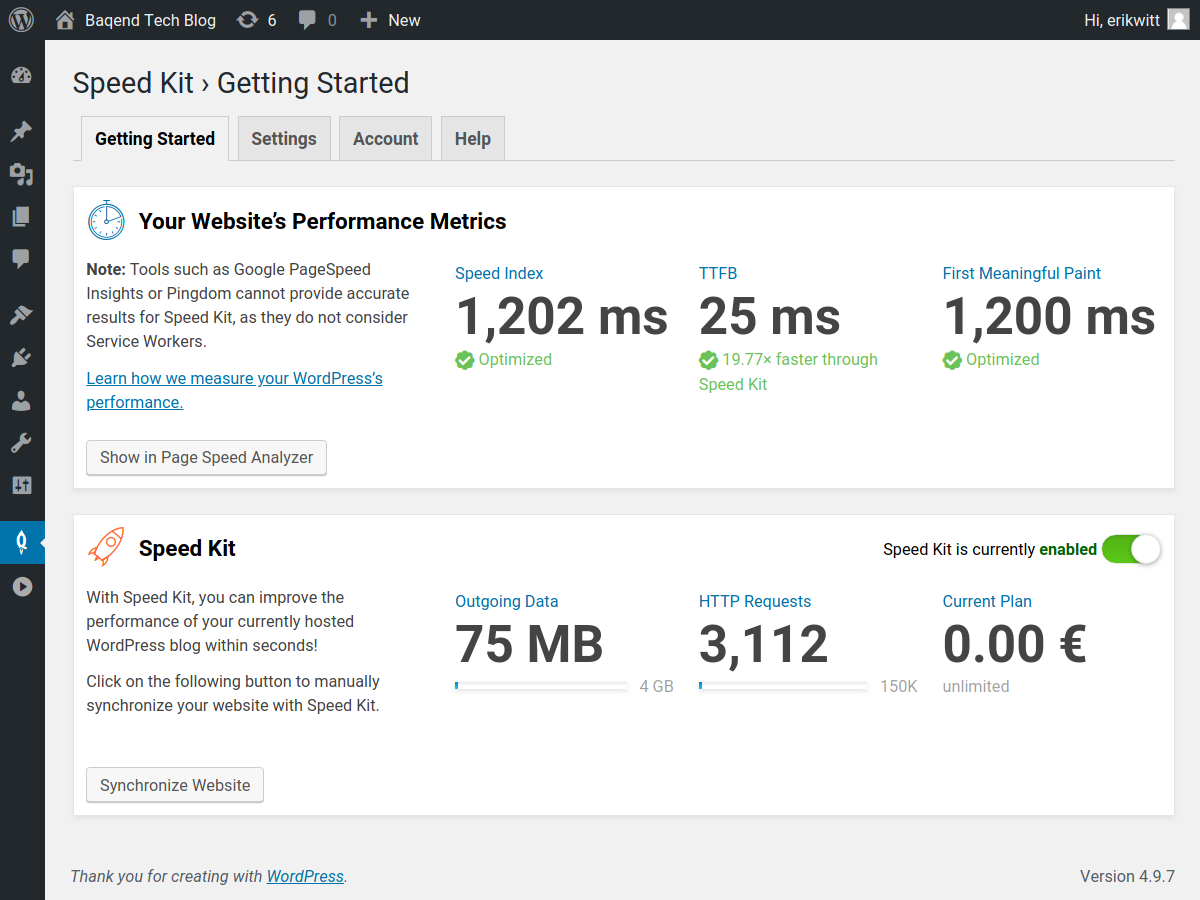 Baqend Tech Blog 6 0 New Hi, erikwitt
Speed Kit › Getting Started
Getting Started Settings Account Help
Your Website’s Performance Metrics
Note: Tools such as Google PageSpeed
Insights or Pingdom cannot provide accurate
results for Speed Kit, as they do not consider
Service Workers.
Learn how we measure your WordPress’s
performance.
Show in Page Speed Analyzer
Speed Index
1,202 ms
Optimized
TTFB
25 ms
19.77× faster through
Speed Kit
First Meaningful Paint
1,200 ms
Optimized
Speed Kit
Speed Kit is currently enabled
With Speed Kit, you can improve the
performance of your currently hosted
WordPress blog within seconds!
Click on the following button to manually
synchronize your website with Speed Kit.
Synchronize Website
Outgoing Data
75 MB
4 GB
HTTP Requests
3,112
150K
Current Plan
0.00 €
unlimited
Thank you for creating with WordPress.
Version 4.9.7